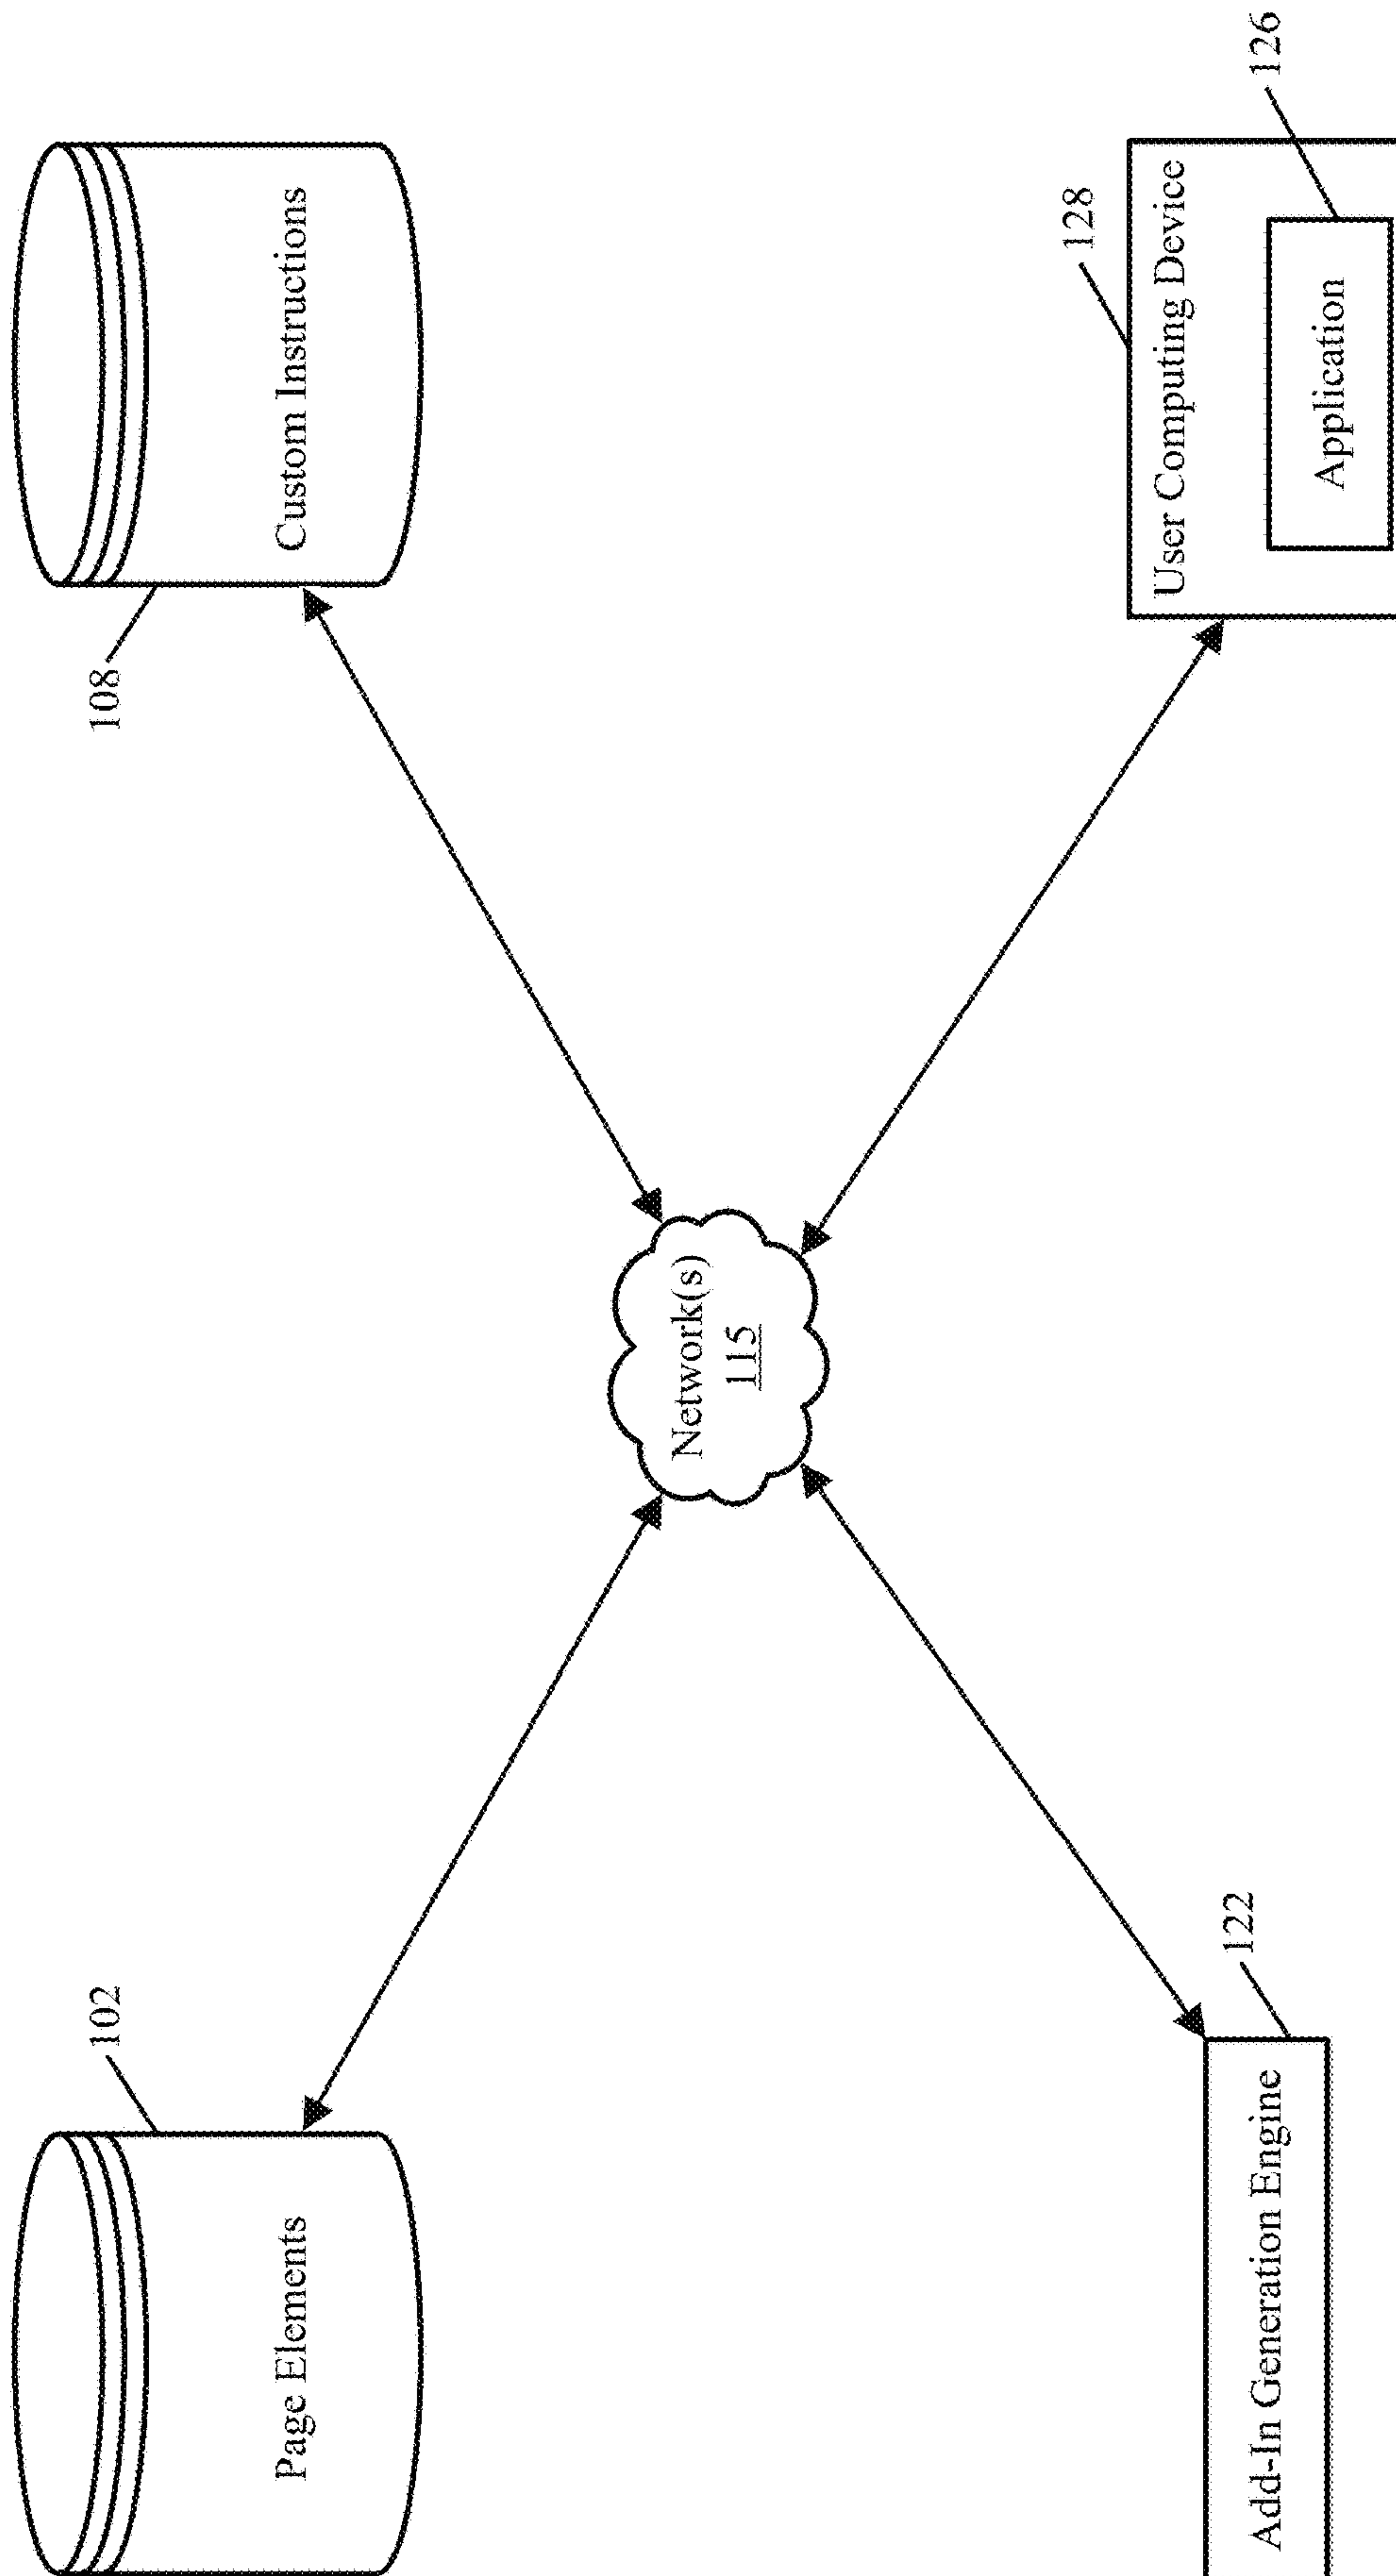 102
108
Page Elements
Custom Instructions
Network(s)
115
122
128
Add-In Generation Engine
User Computing Device
126
Application